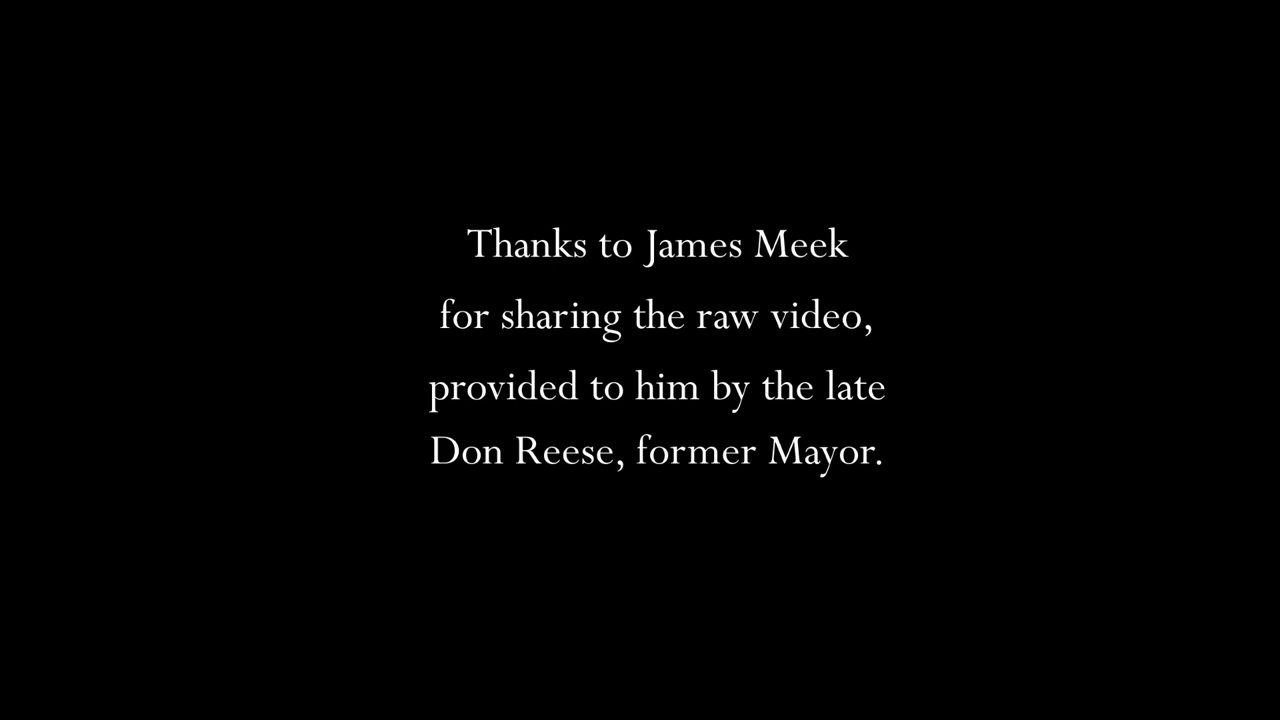 Thanks to James Meek
for sharing the raw video,
provided to him by the late
Don Reese, former Mayor.